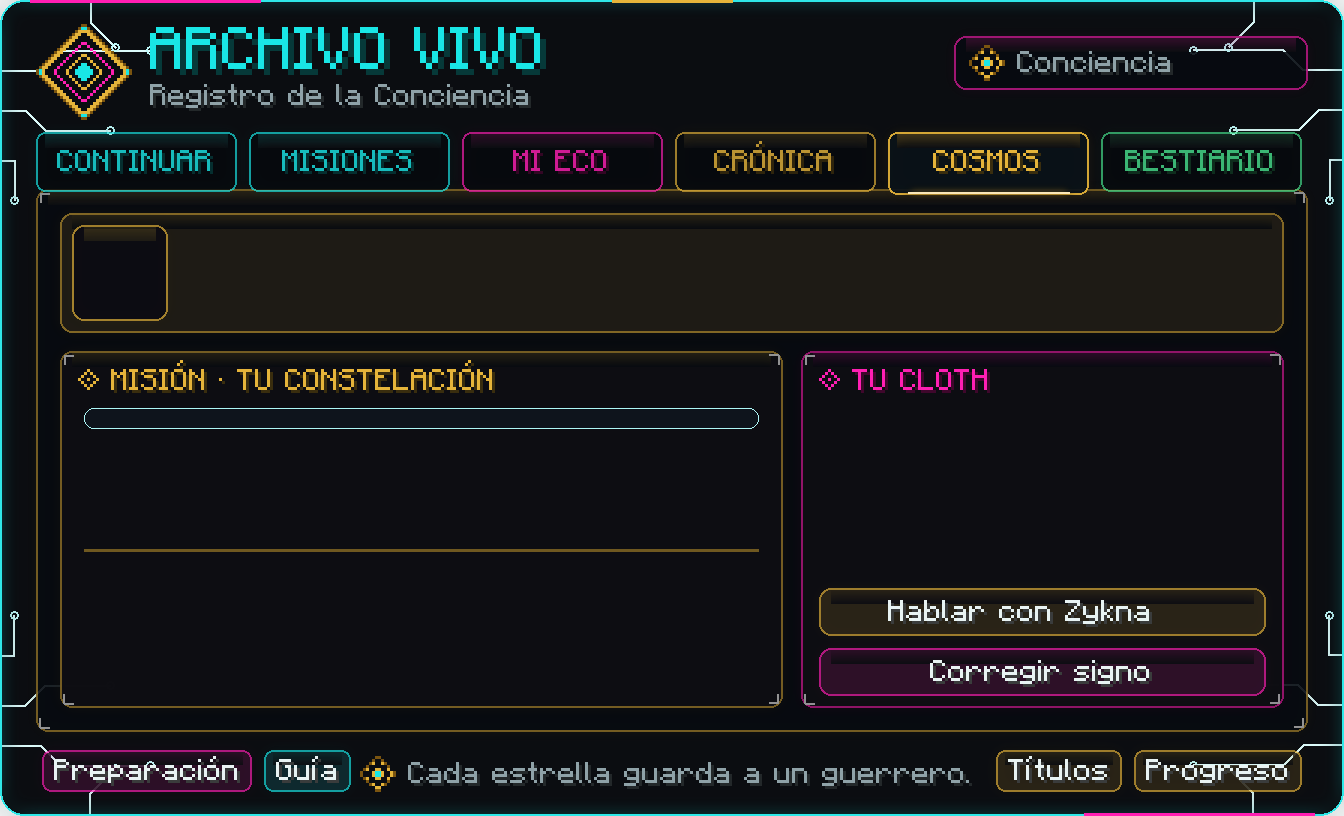 ARCHIVO VIVO
Registro de la Conciencia
Conciencia
CONTINUAR
MISIONES
MI ECO
CRÓNICA
COSMOS
BESTIARIO
MISIÓN · TU CONSTELACIÓN
TU CLOTH
Hablar con Zykna
Corregir signo
Preparación
Guía
Cada estrella guarda a un guerrero.
Títulos
Progreso